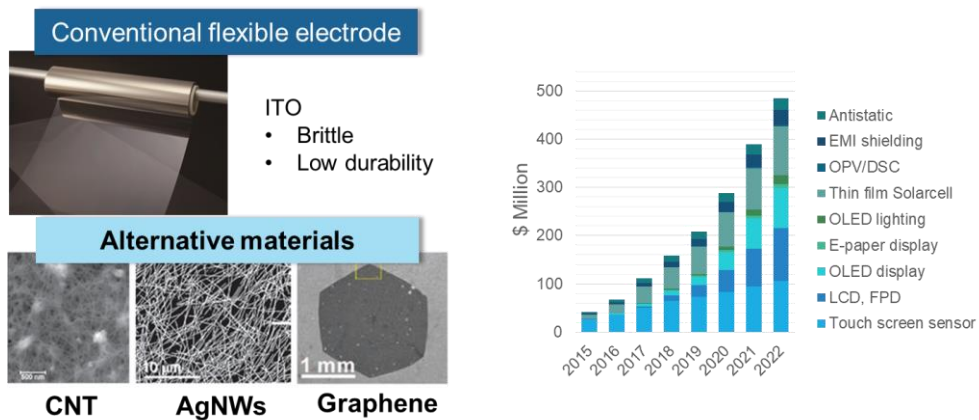 Conventional flexible electrode
ITO
• Brittle
• Low durability
Alternative materials
500 nm
10 μm
1 mm
CNT
AgNWs
Graphene
$ Million
500
400
300
200
100
0
2015
2016
2017
2018
2019
2020
2021
2022
Antistatic
EMI shielding
OPV/DSC
Thin film Solarcell
OLED lighting
E-paper display
OLED display
LCD, FPD
Touch screen sensor